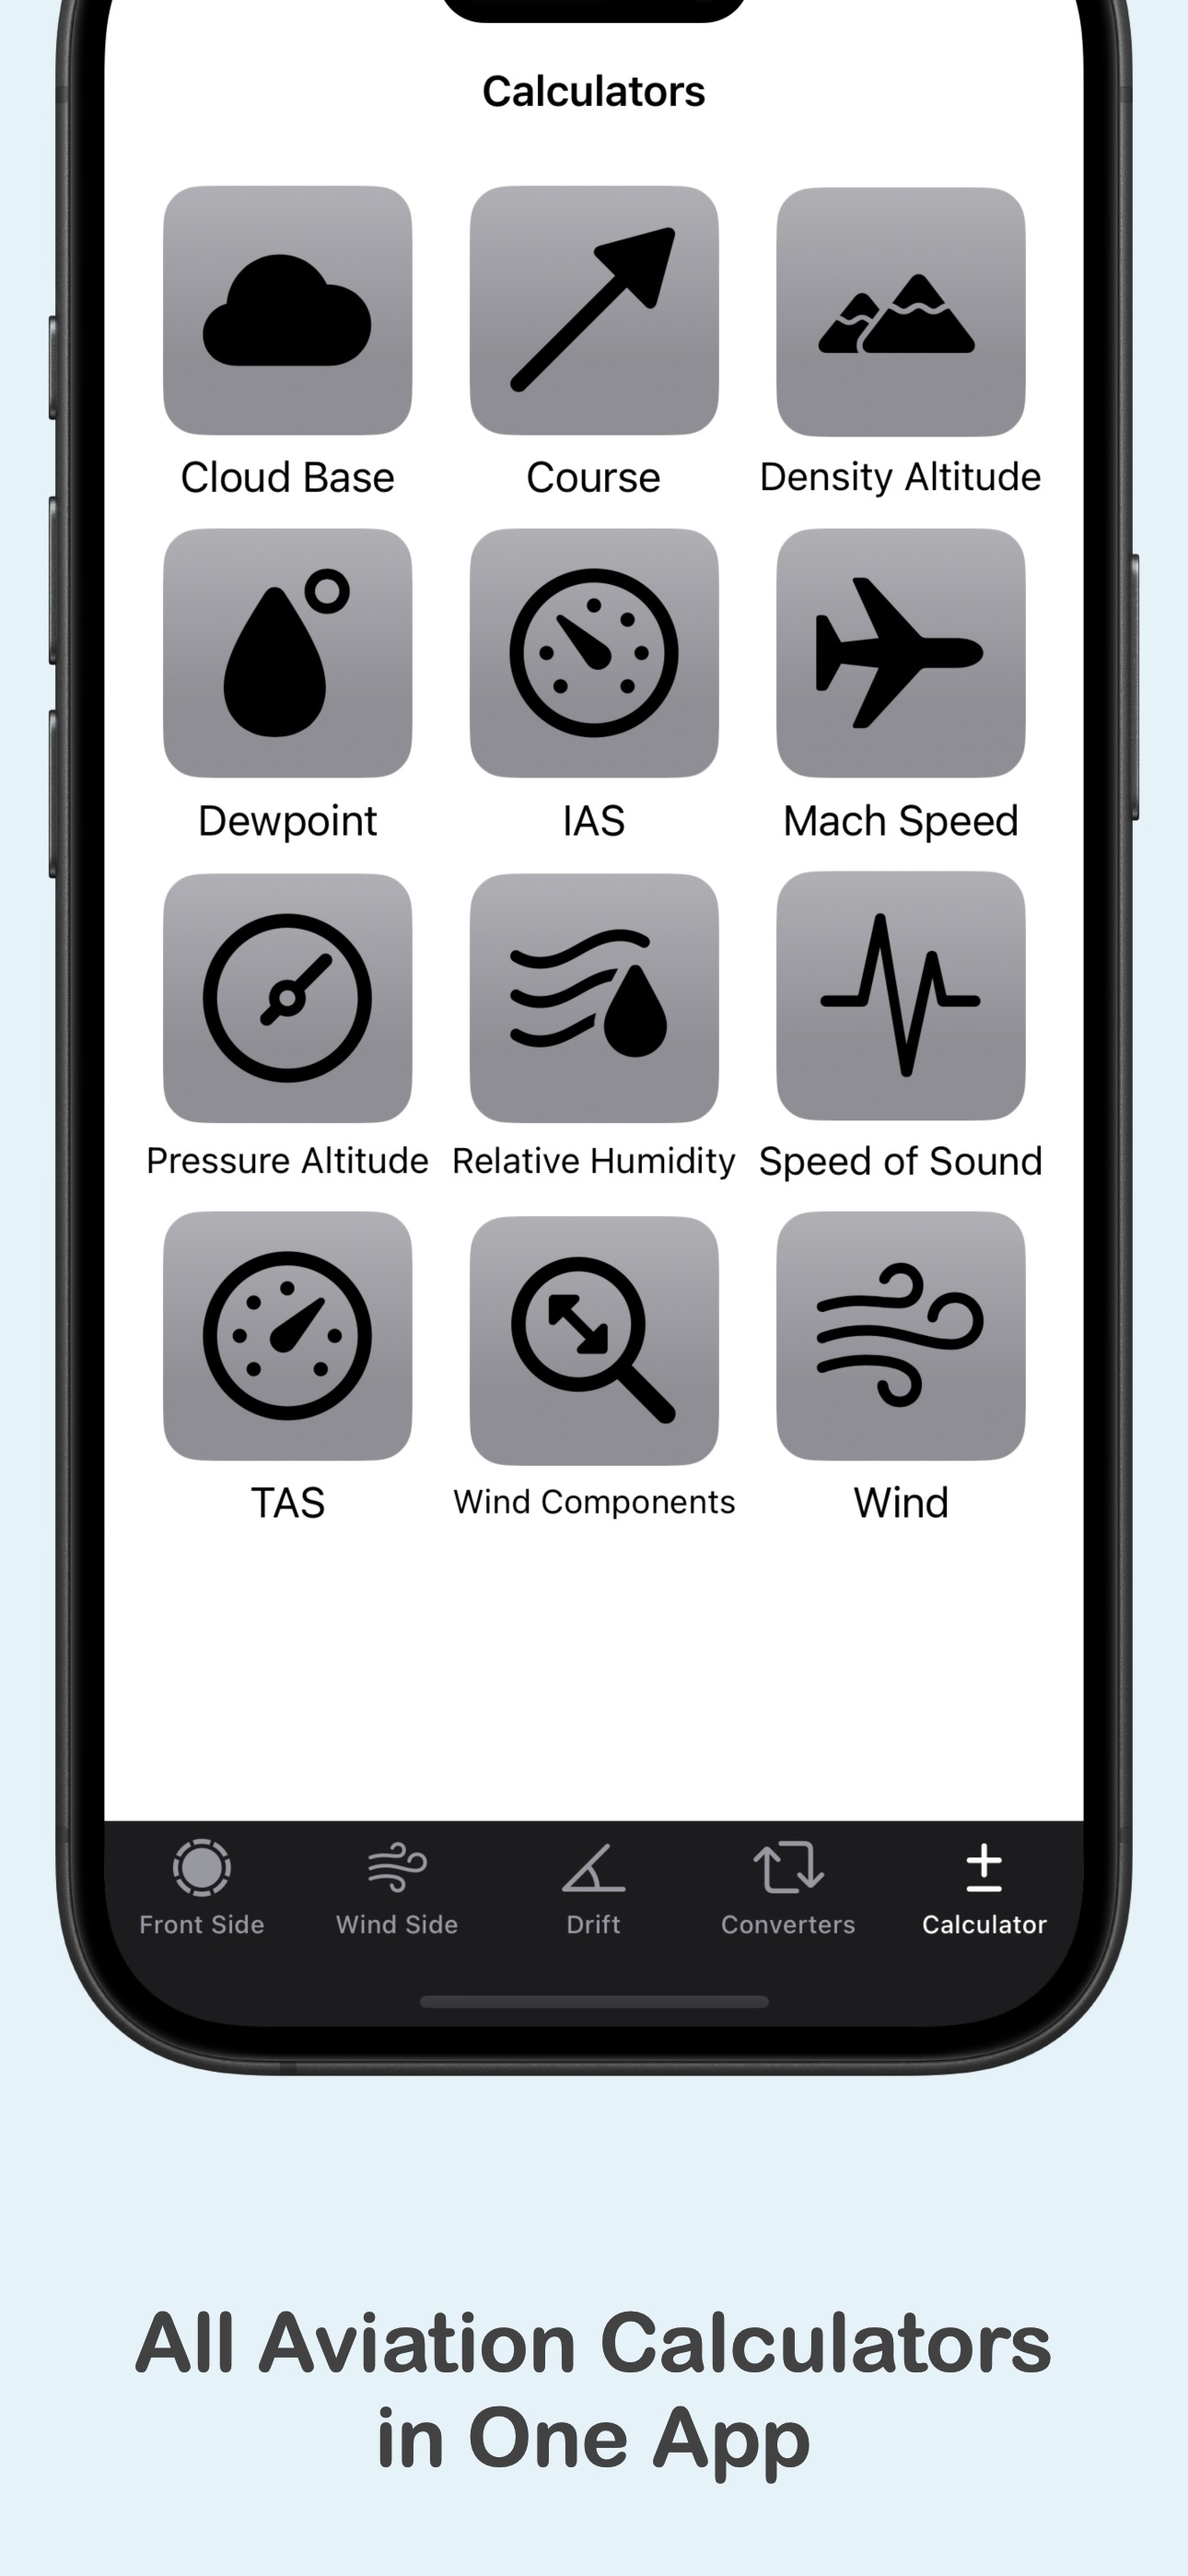 Calculators
Cloud Base
Course
Density Altitude
Dewpoint
IAS
Mach Speed
Pressure Altitude
Relative Humidity
Speed of Sound
TAS
Wind Components
Wind
Front Side
Wind Side
Drift
Converters
Calculator
All Aviation Calculators
in One App